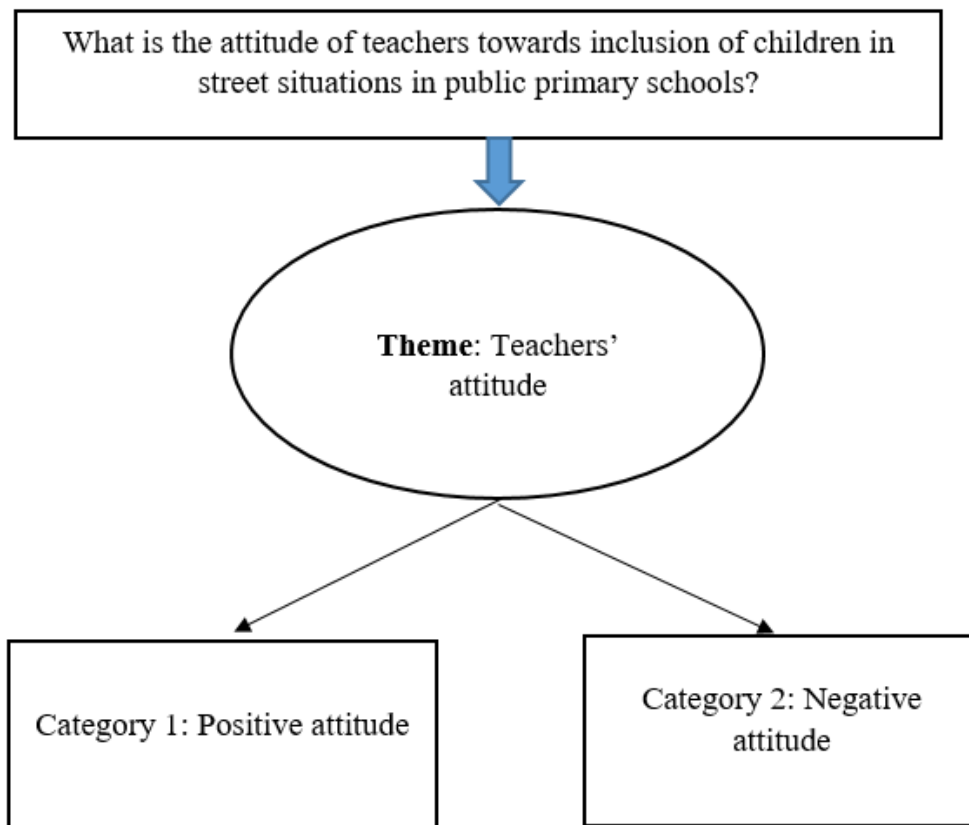 What is the attitude of teachers towards inclusion of children in
street situations in public primary schools?
Theme: Teachers’
attitude
Category 1: Positive attitude
Category 2: Negative
attitude